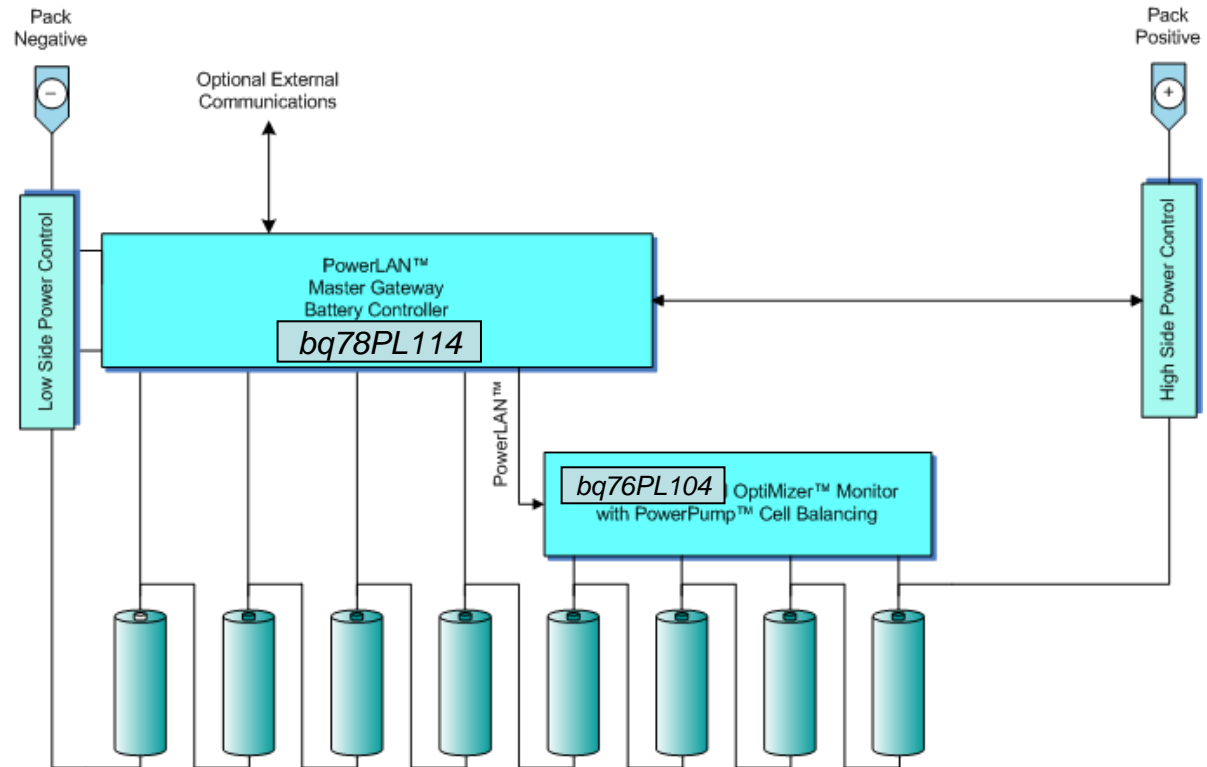 Pack
Negative
Pack
Positive
−
+
Optional External
Communications
Low Side Power Control
PowerLAN™
Master Gateway
Battery Controller
bq78PL114
High Side Power Control
PowerLAN™
bq76PL104 l OptiMizer™ Monitor
with PowerPump™ Cell Balancing